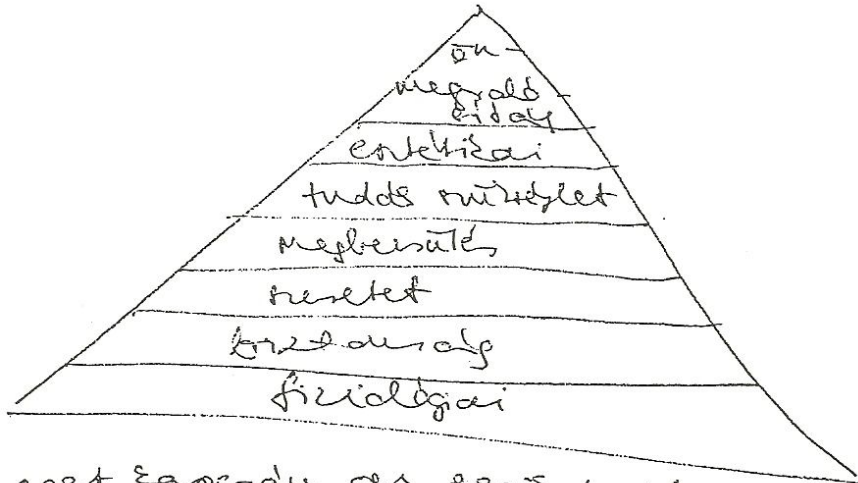 ön-
megvaló-
sítás
esztétikai
tudás szükséglet
megbecsülés
szeretet
biztonság
fiziológiai